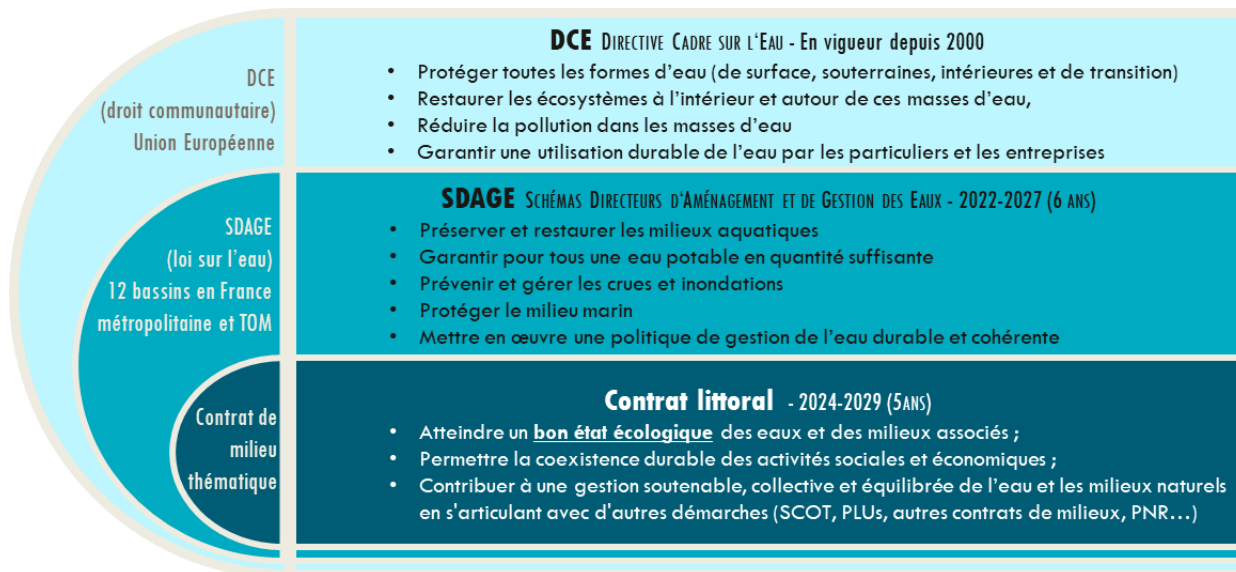 DCE
(droit communautaire)
Union Européenne
DCE DIRECTIVE CADRE SUR L'EAU - En vigueur depuis 2000
• Protéger toutes les formes d'eau (de surface, souterraines, intérieures et de transition)
• Restaurer les écosystèmes à l'intérieur et autour de ces masses d'eau,
• Réduire la pollution dans les masses d'eau
• Garantir une utilisation durable de l'eau par les particuliers et les entreprises
SDAGE
(loi sur l'eau)
12 bassins en France
métropolitaine et TOM
SDAGE SCHÉMAS DIRECTEURS D'AMÉNAGEMENT ET DE GESTION DES EAUX - 2022-2027 (6 ANS)
• Préserver et restaurer les milieux aquatiques
• Garantir pour tous une eau potable en quantité suffisante
• Prévenir et gérer les crues et inondations
• Protéger le milieu marin
• Mettre en œuvre une politique de gestion de l'eau durable et cohérente
Contrat de
milieu
thématique
Contrat littoral - 2024-2029 (5ANS)
• Atteindre un bon état écologique des eaux et des milieux associés ;
• Permettre la coexistence durable des activités sociales et économiques ;
• Contribuer à une gestion soutenable, collective et équilibrée de l'eau et les milieux naturels
en s'articulant avec d'autres démarches (SCOT, PLUs, autres contrats de milieu, PNR…)